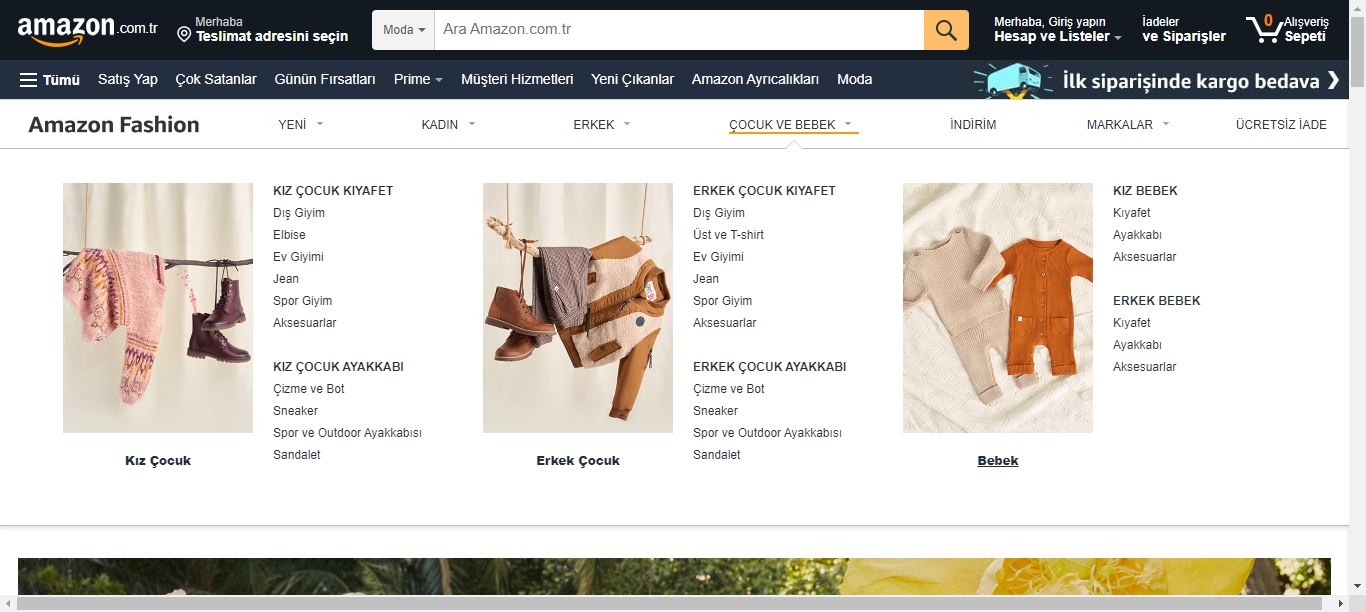 amazon.com.tr
Merhaba
Teslimat adresini seçin
Moda
Ara Amazon.com.tr
Merhaba, Giriş yapın
Hesap ve Listeler
İadeler
ve Siparişler
0
Alışveriş
Sepeti
Tümü Satış Yap Çok Satanlar Günün Fırsatları Prime Müşteri Hizmetleri Yeni Çıkanlar Amazon Ayrıcalıkları Moda
İlk siparişinde kargo bedava
Amazon Fashion YENİ KADIN ERKEK ÇOCUK VE BEBEK İNDİRİM MARKALAR ÜCRETSİZ İADE
KIZ ÇOCUK KIYAFET
Dış Giyim
Elbise
Ev Giyimi
Jean
Spor Giyim
Aksesuarlar
KIZ ÇOCUK AYAKKABI
Çizme ve Bot
Sneaker
Spor ve Outdoor Ayakkabısı
Sandalet
Kız Çocuk
ERKEK ÇOCUK KIYAFET
Dış Giyim
Üst ve T-shirt
Ev Giyimi
Jean
Spor Giyim
Aksesuarlar
ERKEK ÇOCUK AYAKKABI
Çizme ve Bot
Sneaker
Spor ve Outdoor Ayakkabısı
Sandalet
Erkek Çocuk
KIZ BEBEK
Kıyafet
Ayakkabı
Aksesuarlar
ERKEK BEBEK
Kıyafet
Ayakkabı
Aksesuarlar
Bebek